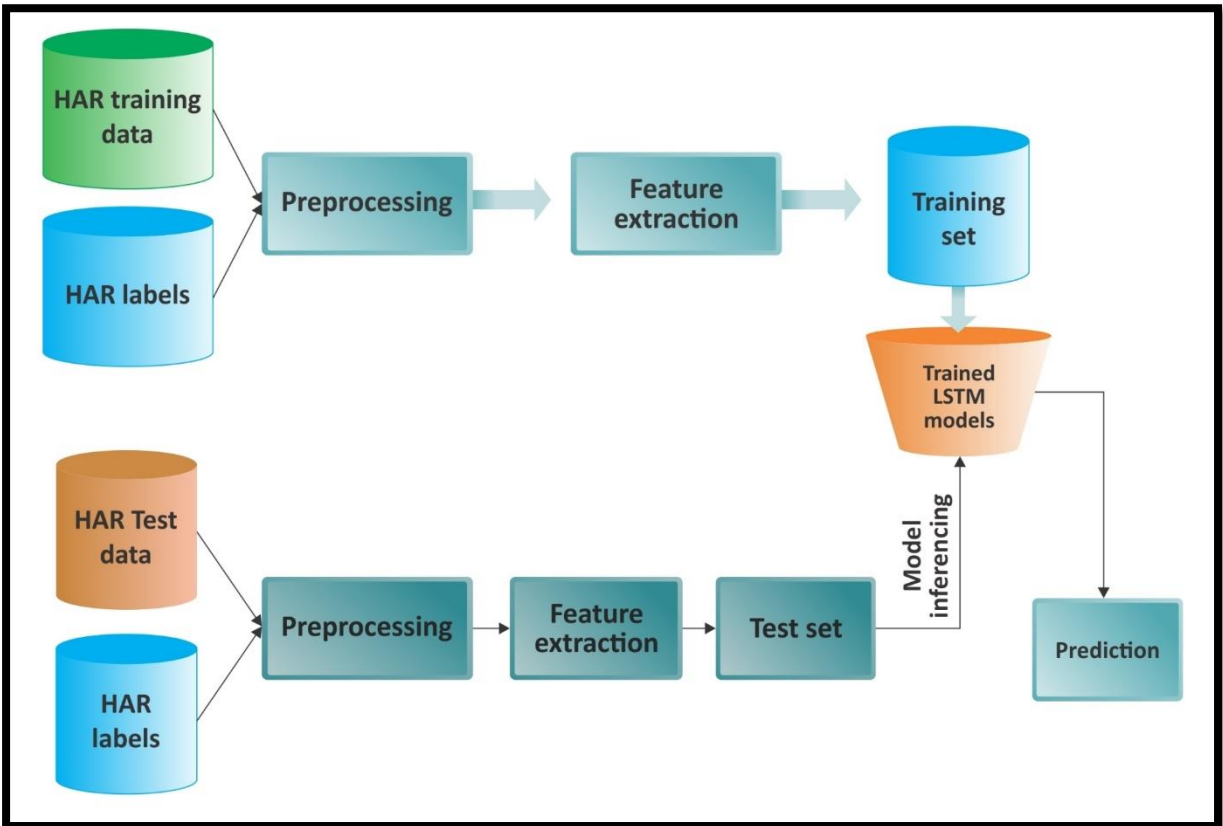 HAR training
data
Preprocessing
Feature
extraction
Training
set
HAR labels
Trained
LSTM
models
HAR Test
data
Model
inferencing
Preprocessing
Feature
extraction
Test set
Prediction
HAR
labels